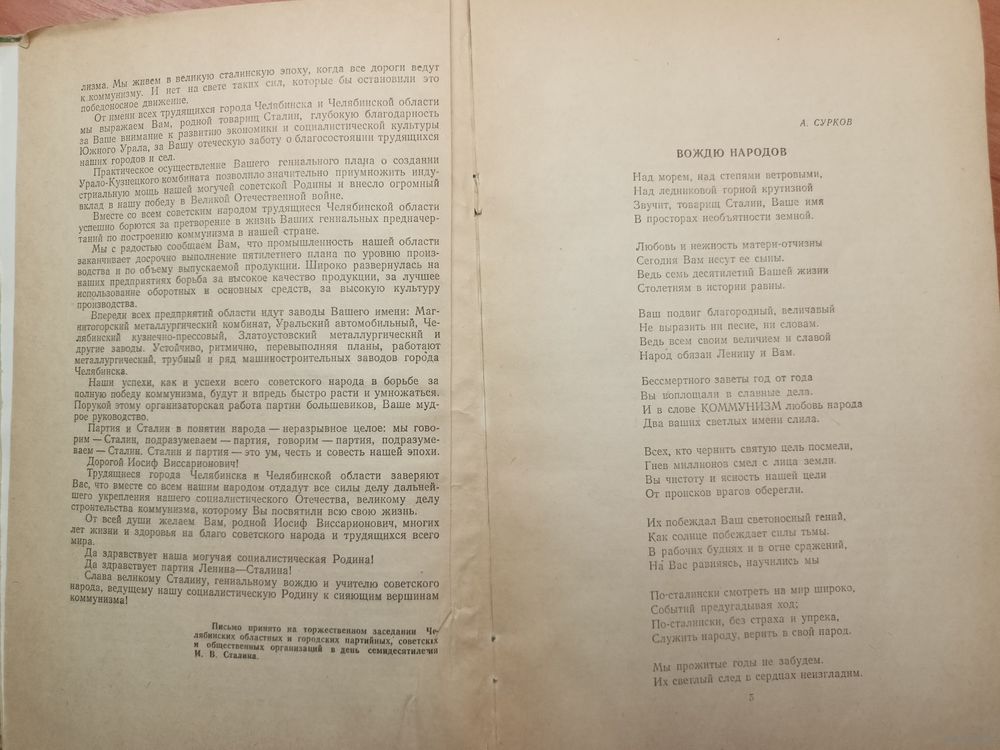 лизма. Мы живем в великую сталинскую эпоху, когда все дороги ведут
к коммунизму. И нет на свете таких сил, которые бы остановили это
победоносное движение.
От имени всех трудящихся города Челябинска и Челябинской области
мы выражаем Вам, родной товарищ Сталин, глубокую благодарность
за Ваше внимание к развитию экономики и социалистической культуры
Южного Урала, за Вашу отеческую заботу о благосостоянии трудящихся
наших городов и сел.
Практическое осуществление Вашего гениального плана о создании
Урало-Кузнецкого комбината позволило значительно приумножить инду-
стриальную мощь нашей могучей советской Родины и внесло огромный
вклад в нашу победу в Великой Отечественной войне.
Вместе со всем советским народом трудящиеся Челябинской области
успешно борются за претворение в жизнь Ваших гениальных предначер-
таний по построению коммунизма в нашей стране.
Мы с радостью сообщаем Вам, что промышленность нашей области
заканчивает досрочно выполнение пятилетнего плана по уровню произ-
водства и по объему выпускаемой продукции. Широко развернулась на
наших предприятиях борьба за высокое качество продукции, за лучшее
использование оборотных и основных средств, за высокую культуру
производства.
Впереди всех предприятий области идут заводы Вашего имени: Маг-
нитогорский металлургический комбинат, Уральский автомобильный, Че-
лябинский кузнечно-прессовый, Златоустовский металлургический и
другие заводы. Устойчиво, ритмично, перевыполняя планы, работают
металлургический, трубный и ряд машиностроительных заводов города
Челябинска.
Наши успехи, как и успехи всего советского народа в борьбе за
полную победу коммунизма, будут и впредь быстро расти и умножаться.
Порукой этому организаторская работа партии большевиков, Ваше муд-
рое руководство.
Партия и Сталин в понятии народа — неразрывное целое: мы гово-
рим — Сталин, подразумеваем — партия, говорим — партия, подразуме-
ваем — Сталин. Сталин и партия — это ум, честь и совесть нашей эпохи.
Дорогой Иосиф Виссарионович!
Трудящиеся города Челябинска и Челябинской области заверяют
Вас, что вместе со всем нашим народом отдадут все силы делу дальней-
шего укрепления нашего социалистического Отечества, великому делу
строительства коммунизма, которому Вы посвятили всю свою жизнь.
От всей души желаем Вам, родной Иосиф Виссарионович, многих
лет жизни и здоровья на благо советского народа и трудящихся всего
мира.
Да здравствует наша могучая социалистическая Родина!
Да здравствует партия Ленина—Сталина!
Слава великому Сталину, гениальному вождю и учителю советского
народа, ведущему нашу социалистическую Родину к сияющим вершинам
коммунизма!
Письмо принято на торжественном заседании Че-
лябинских областных и городских партийных, советских
и общественных организаций в день семидесятилетия
И. В. Сталина.
А. СУРКОВ
ВОЖДЮ НАРОДОВ
Над морем, над степями ветровыми,
Над ледниковой горной крутизной
Звучит, товарищ Сталин, Ваше имя
В просторах необъятности земной.
Любовь и нежность матери-отчизны
Сегодня Вам несут ее сыны.
Ведь семь десятилетий Вашей жизни
Столетиям в истории равны.
Ваш подвиг благородный, величавый
Не выразить ни песне, ни словам.
Ведь всем своим величием и славой
Народ обязан Ленину и Вам.
Бессмертного заветы год от года
Вы воплощали в славные дела.
И в слове КОММУНИЗМ любовь народа
Два ваших светлых имени слила.
Всех, кто чернить святую цель посмели,
Гнев миллионов смел с лица земли.
Вы чистоту и ясность нашей цели
От происков врагов оберегли.
Их побеждал Ваш светоносный гений,
Как солнце побеждает силы тьмы.
В рабочих буднях и в огне сражений,
На Вас равняясь, научились мы
По-сталински смотреть на мир широко,
Событий предугадывая ход;
По-сталински, без страха и упрека,
Служить народу, верить в свой народ.
Мы прожитые годы не забудем.
Их светлый след в сердцах неизгладим.
5